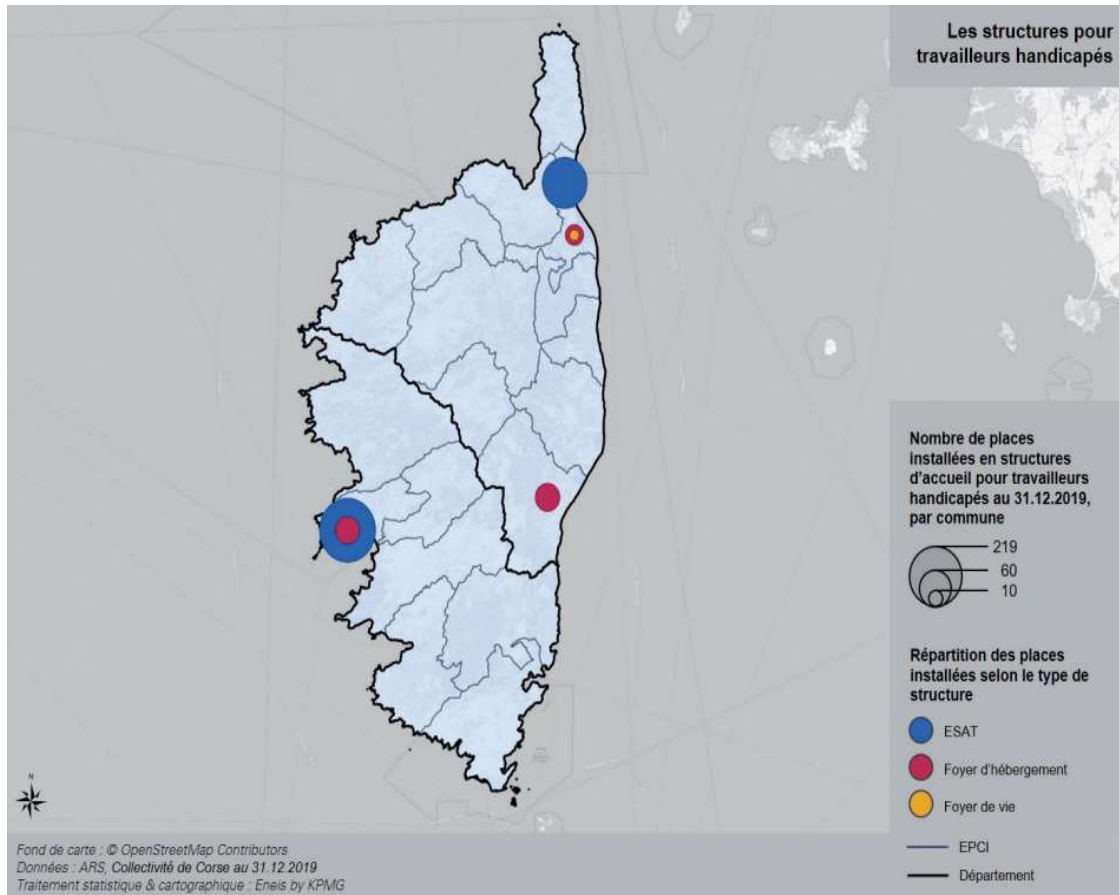 Les structures pour
travailleurs handicapés
Nombre de places
installées en structures
d'accueil pour travailleurs
handicapés au 31.12.2019,
par commune
219
60
10
Répartition des places
installées selon le type de
structure
ESAT
Foyer d'hébergement
Foyer de vie
EPCI
Département
N
Fond de carte : © OpenStreetMap Contributors
Données : ARS, Collectivité de Corse au 31.12.2019
Traitement statistique & cartographique : Eneis by KPMG